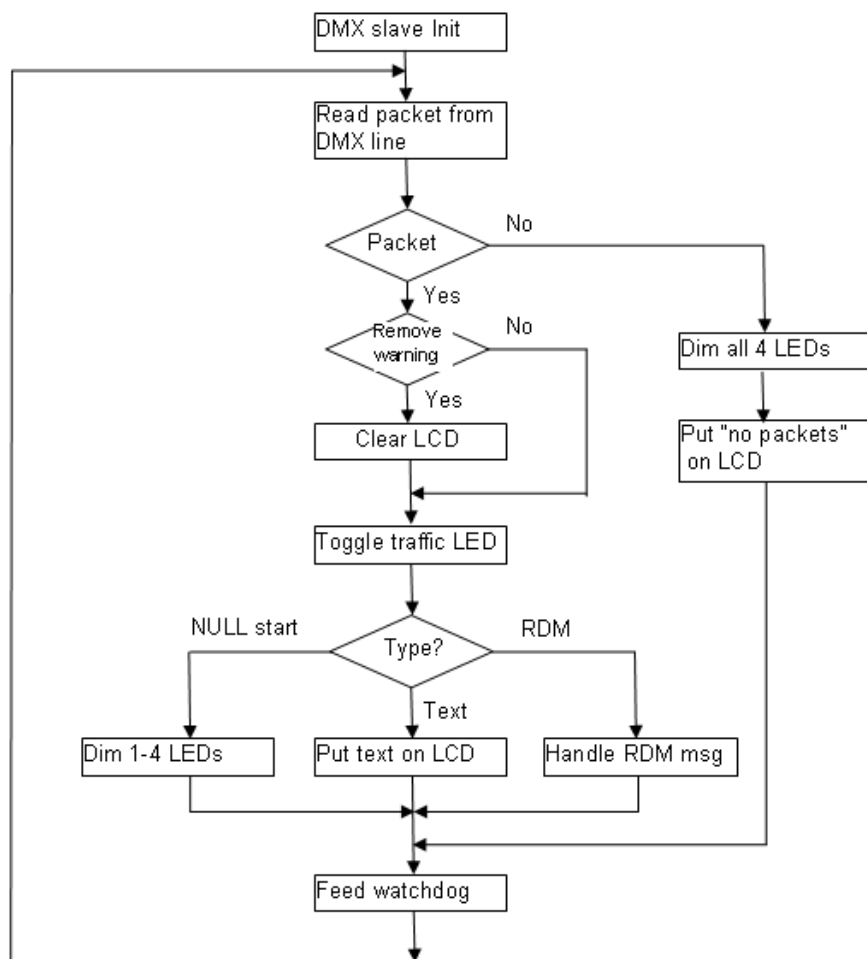 DMX slave Init
Read packet from
DMX line
No
Packet
Yes
Remove
warning
No
Dim all 4 LEDs
Yes
Clear LCD
Put "no packets"
on LCD
Toggle traffic LED
NULL start
RDM
Type?
Text
Dim 1-4 LEDs
Put text on LCD
Handle RDM msg
Feed watchdog